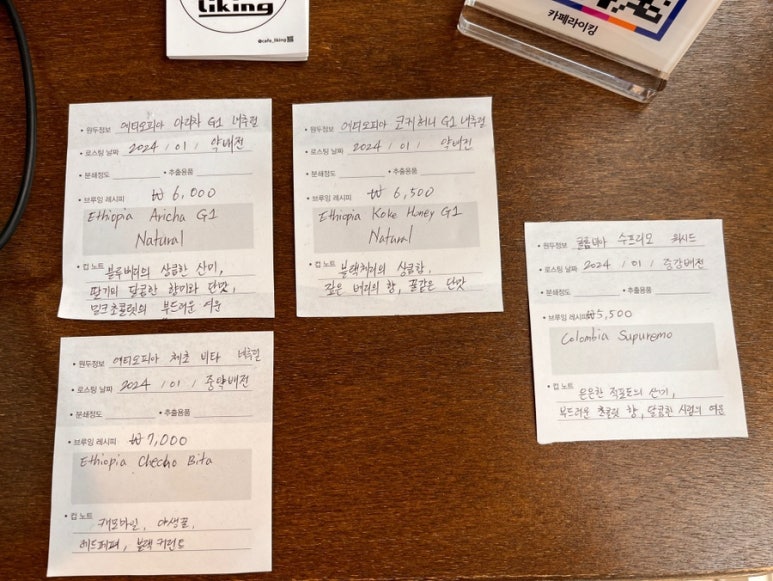 liking
@cafe_liking
카페라이킹
• 원두정보 에티오피아 아리차 G1 내추럴
• 로스팅 날짜 2024 / 01 / 약배전
• 분쇄정도 • 추출용품
• 브루잉 레시피 ₩ 6,000
Ethiopia Aricha G1
Natural
• 컵 노트 블루베리의 상큼한 산미,
딸기의 달콤한 향미와 단맛,
밀크초콜릿의 부드러운 여운
• 원두정보 에티오피아 코케허니 G1 내추럴
• 로스팅 날짜 2024 / 01 / 약배전
• 분쇄정도 • 추출용품
• 브루잉 레시피 ₩ 6,500
Ethiopia Koke Honey G1
Natural
• 컵 노트 블랙체리의 상큼함,
짙은 베리의 향, 꿀같은 단맛
• 원두정보 콜롬비아 수프리모 워시드
• 로스팅 날짜 2024 / 01 / 중강배전
• 분쇄정도 • 추출용품
• 브루잉 레시피 ₩5,500
Colombia Supuremo
• 컵 노트 은은한 적포도의 산미,
부드러운 초콜릿 향, 달콤한 시럽의 여운
• 원두정보 에티오피아 체초 비타 내추럴
• 로스팅 날짜 2024 / 01 / 중약배전
• 분쇄정도 • 추출용품
• 브루잉 레시피 ₩7,000
Ethiopia Checho Bita
• 컵 노트 캐모마일, 야생꿀,
레드페퍼, 블랙커런트